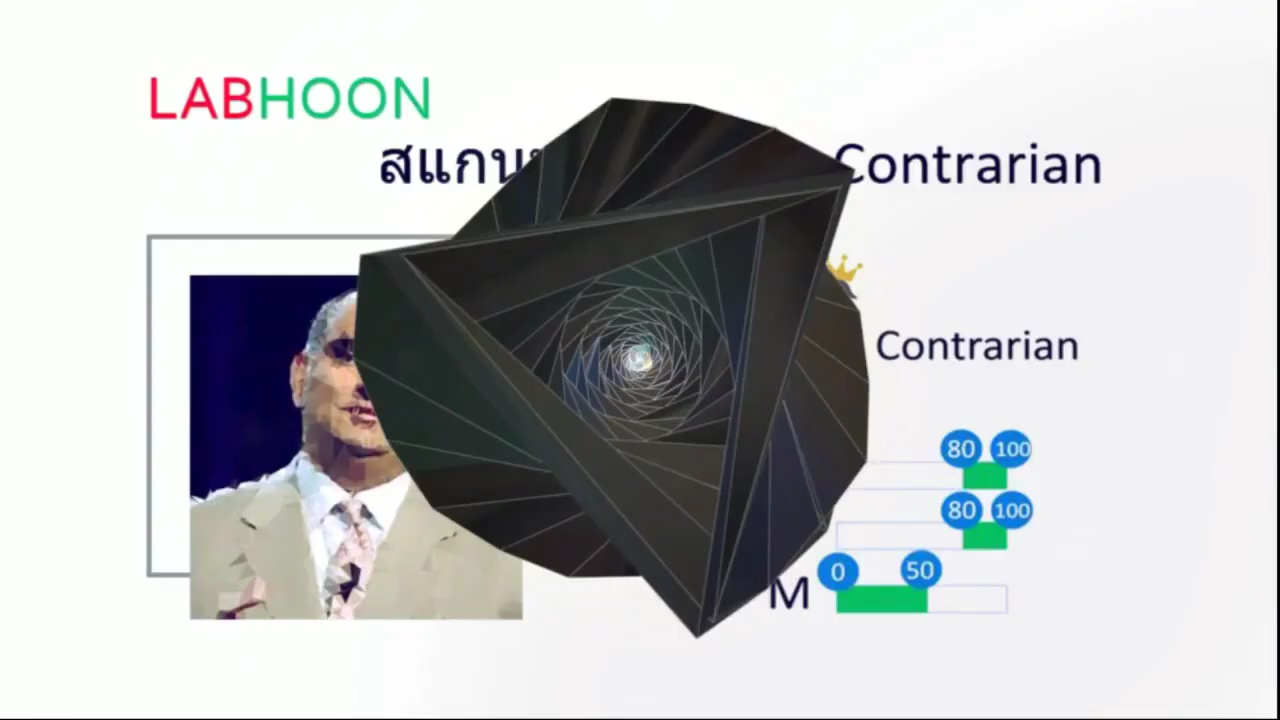 LABHOON
สแกน Contrarian
Contrarian
80 100
80 100
M 0 50